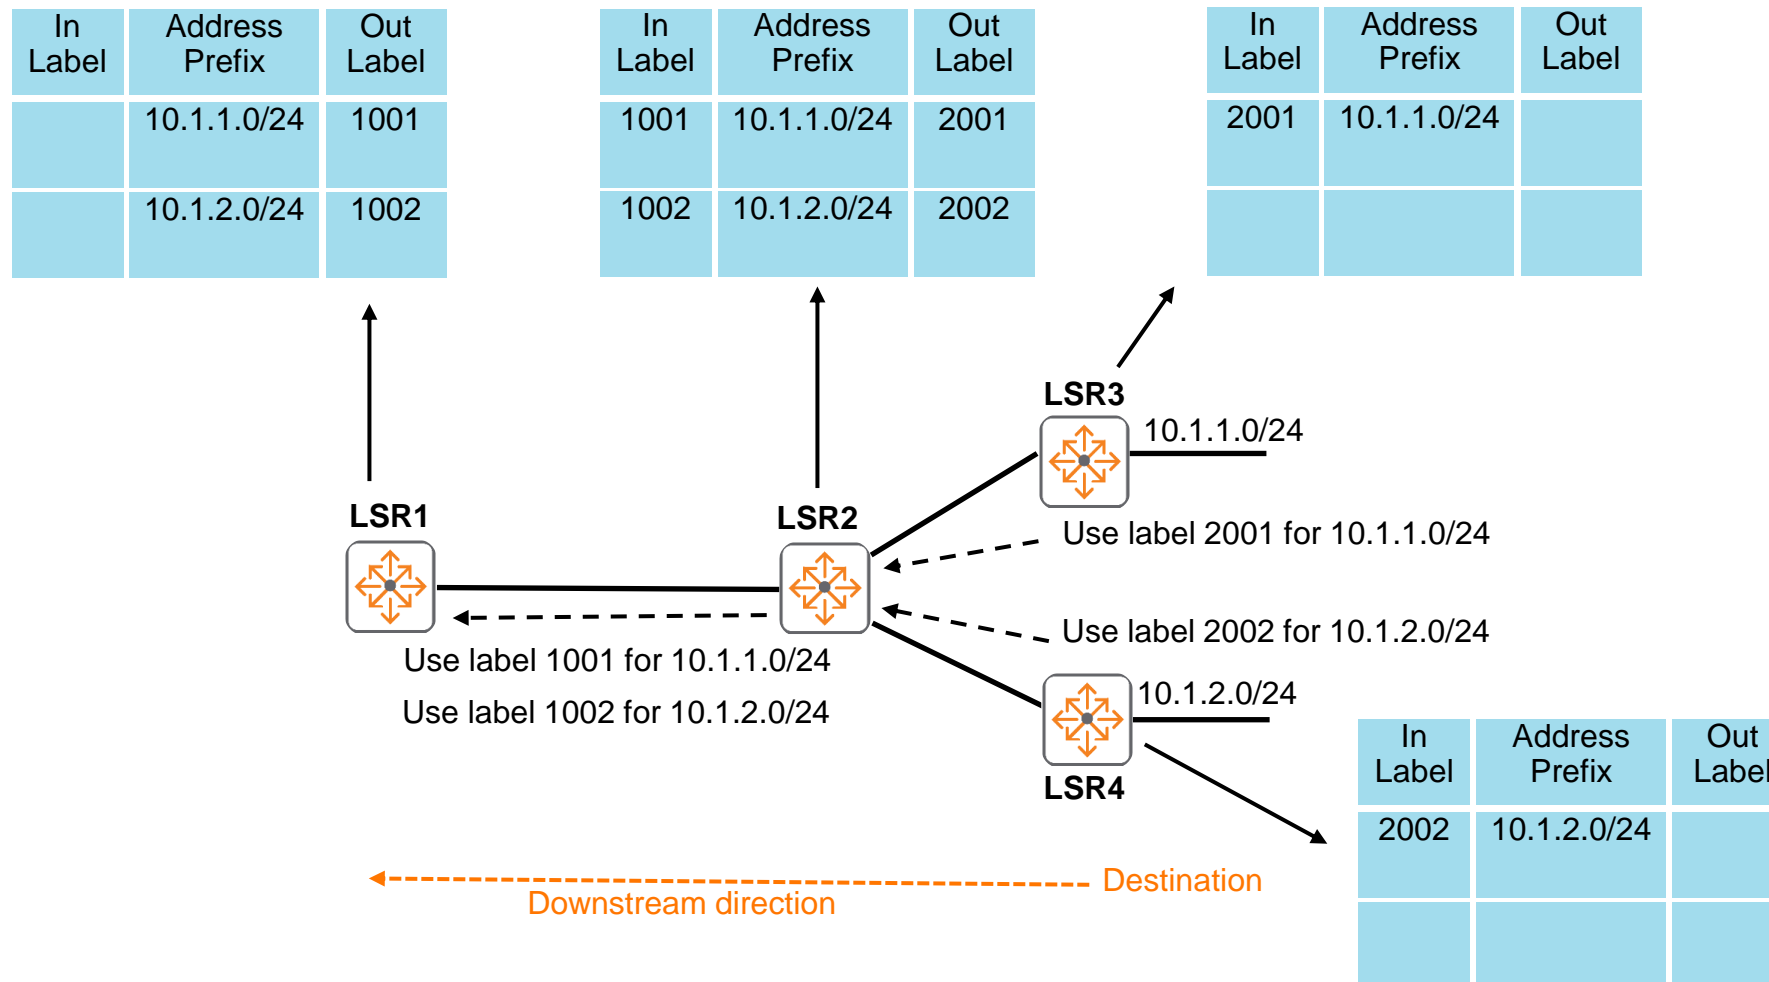 In Label Address Prefix Out Label
10.1.1.0/24 1001
10.1.2.0/24 1002
In Label Address Prefix Out Label
1001 10.1.1.0/24 2001
1002 10.1.2.0/24 2002
In Label Address Prefix Out Label
2001 10.1.1.0/24
LSR3
10.1.1.0/24
LSR1
LSR2
Use label 2001 for 10.1.1.0/24
Use label 2002 for 10.1.2.0/24
Use label 1001 for 10.1.1.0/24
Use label 1002 for 10.1.2.0/24
10.1.2.0/24
LSR4
In Label Address Prefix Out Label
2002 10.1.2.0/24
Destination
Downstream direction